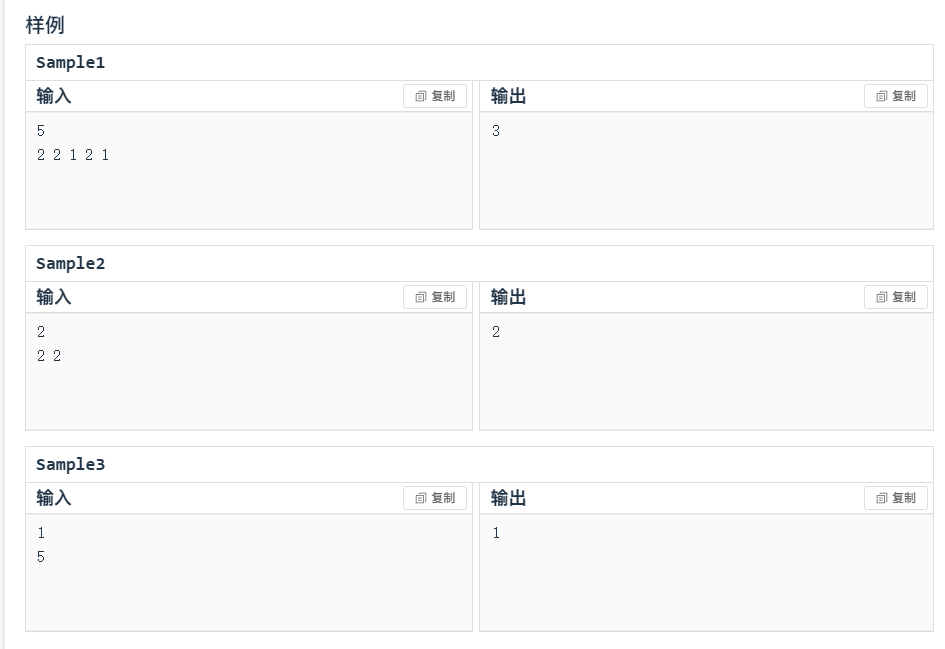 样例
Sample1
输入 复制 输出 复制
5
2 2 1 2 1
3
Sample2
输入 复制 输出 复制
2
2 2
2
Sample3
输入 复制 输出 复制
1
5
1